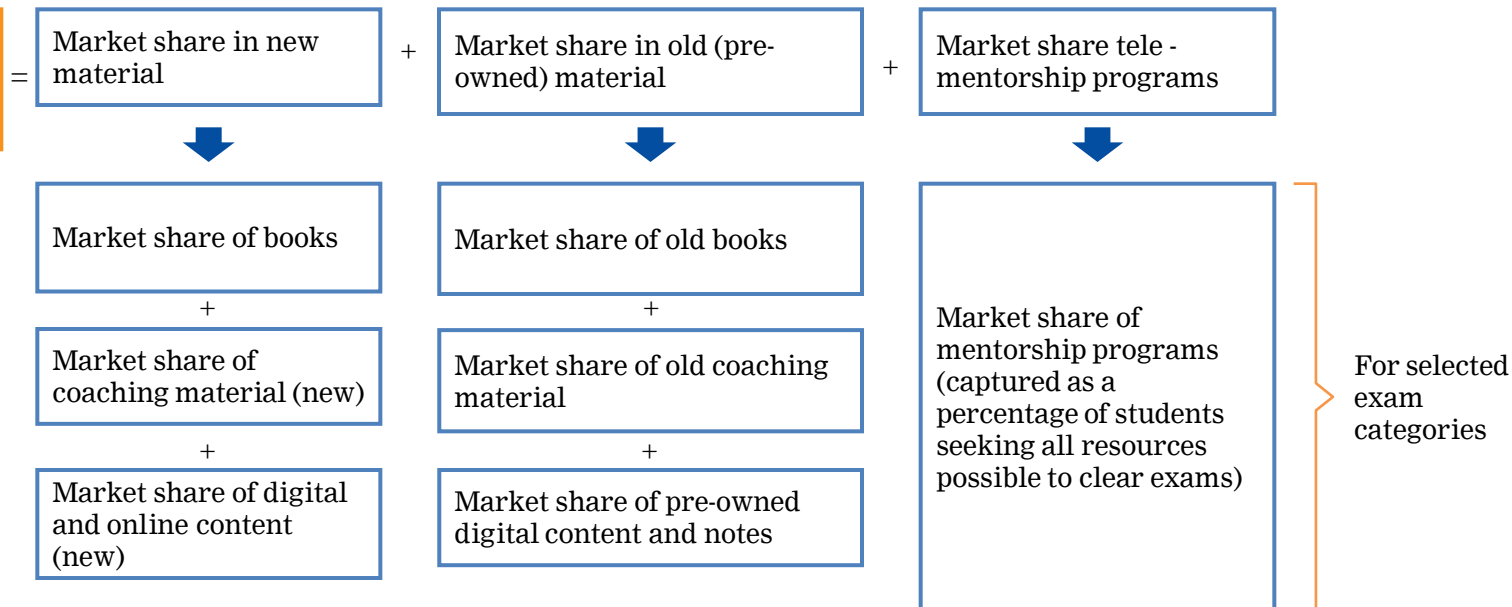 =
Market share in new
material
+
Market share in old (pre-
owned) material
+
Market share tele -
mentorship programs
Market share of books
+
Market share of
coaching material (new)
+
Market share of digital
and online content
(new)
Market share of old books
+
Market share of old coaching
material
+
Market share of pre-owned
digital content and notes
Market share of
mentorship programs
(captured as a
percentage of students
seeking all resources
possible to clear exams)
For selected
exam
categories